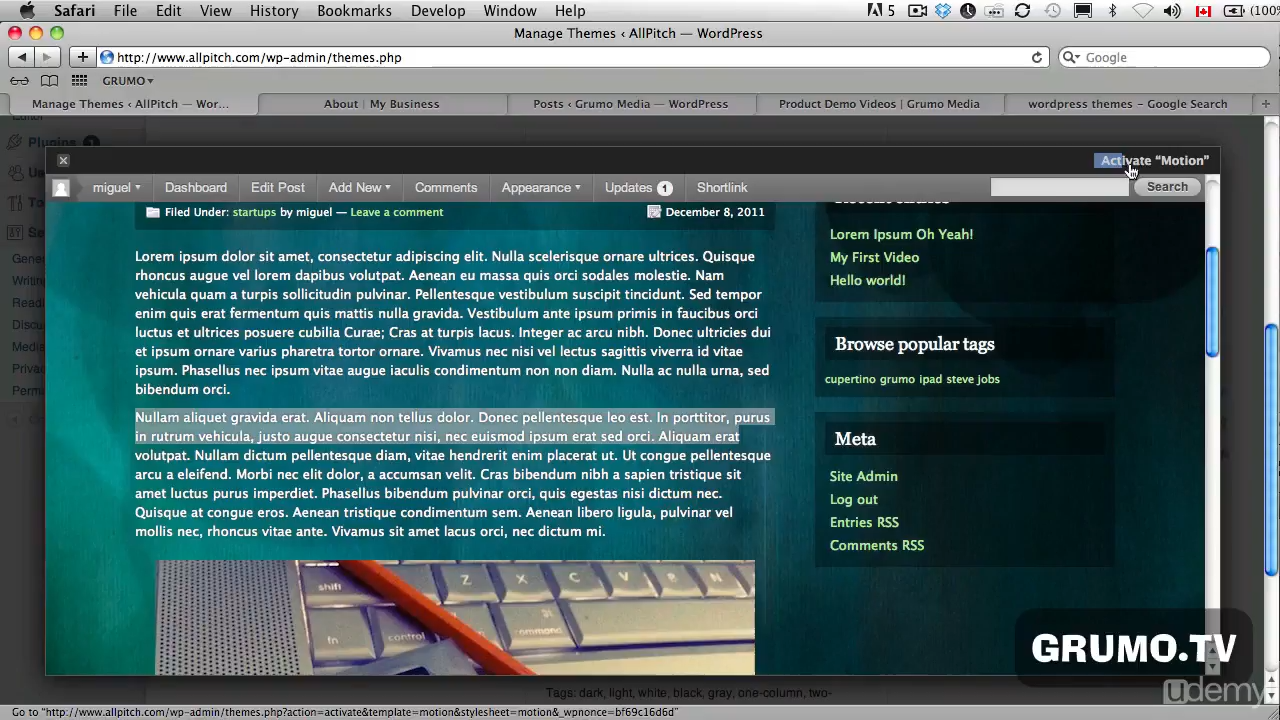 Safari File Edit View History Bookmarks Develop Window Help 5 (100%
Manage Themes ‹ AllPitch — WordPress
http://www.allpitch.com/wp-admin/themes.php Google
GRUMO
Manage Themes ‹ AllPitch — Wor... About | My Business Posts ‹ Grumo Media — WordPress Product Demo Videos | Grumo Media wordpress themes – Google Search
Editor
Plugins
Activate “Motion”
miguel Dashboard Edit Post Add New Comments Appearance Updates 1 Shortlink Search
Filed Under: startups by miguel — Leave a comment December 8, 2011
Recent entries
Lorem Ipsum Oh Yeah!
My First Video
Hello world!
Lorem ipsum dolor sit amet, consectetur adipiscing elit. Nulla scelerisque ornare ultrices. Quisque
rhoncus augue vel lorem dapibus volutpat. Aenean eu massa quis orci sodales molestie. Nam
vehicula quam a turpis sollicitudin pulvinar. Pellentesque vestibulum suscipit tincidunt. Sed tempor
enim quis erat fermentum quis mattis nulla gravida. Vestibulum ante ipsum primis in faucibus orci
luctus et ultrices posuere cubilia Curae; Cras at turpis lacus. Integer ac arcu nibh. Donec ultricies dui
et ipsum ornare varius pharetra tortor ornare. Vivamus nec nisi vel lectus sagittis viverra id vitae
ipsum. Phasellus nec ipsum vitae augue iaculis condimentum non non diam. Nulla ac nulla urna, sed
bibendum orci.
Nullam aliquet gravida erat. Aliquam non tellus dolor. Donec pellentesque leo est. In porttitor, purus
in rutrum vehicula, justo augue consectetur nisi, nec euismod ipsum erat sed orci. Aliquam erat
volutpat. Nullam dictum pellentesque diam, vitae hendrerit enim placerat ut. Ut congue pellentesque
arcu a eleifend. Morbi nec elit dolor, a accumsan velit. Cras bibendum nibh a sapien tristique sit
amet luctus purus imperdiet. Phasellus bibendum pulvinar orci, quis egestas nisi dictum nec.
Quisque at congue eros. Aenean tristique condimentum sem. Aenean libero ligula, pulvinar vel
mollis nec, rhoncus vitae ante. Vivamus sit amet lacus orci, nec dictum mi.
Browse popular tags
cupertino grumo ipad steve jobs
Meta
Site Admin
Log out
Entries RSS
Comments RSS
shift Z X C V B N
fn control command
GRUMO.TV
udemy
Tags: dark, light, white, black, gray, one-column, two-
Go to "http://www.allpitch.com/wp-admin/themes.php?action=activate&template=motion&stylesheet=motion&_wpnonce=bf69c16d6d"